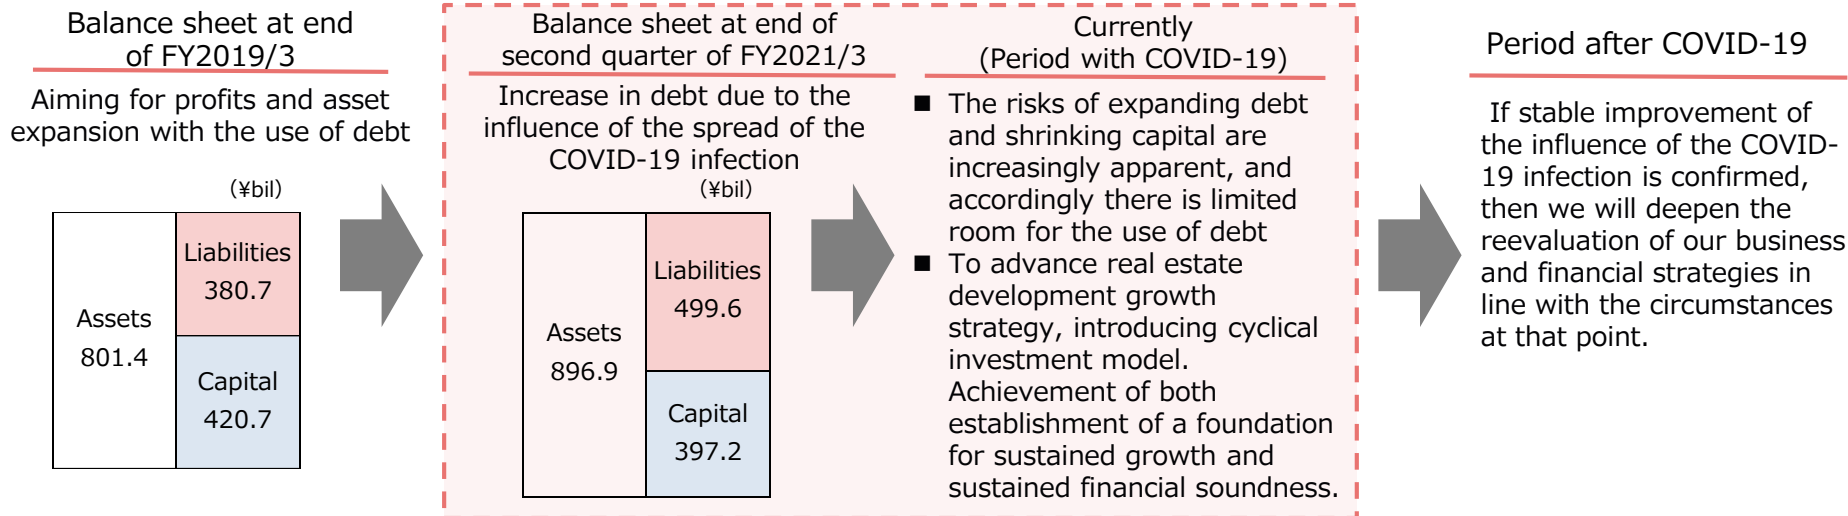 Balance sheet at end
of FY2019/3
Aiming for profits and asset
expansion with the use of debt
(¥bil)
Assets
801.4
Liabilities
380.7
Capital
420.7
Balance sheet at end of
second quarter of FY2021/3
Increase in debt due to the
influence of the spread of the
COVID-19 infection
(¥bil)
Assets
896.9
Liabilities
499.6
Capital
397.2
Currently
(Period with COVID-19)
■ The risks of expanding debt
and shrinking capital are
increasingly apparent, and
accordingly there is limited
room for the use of debt
■ To advance real estate
development growth
strategy, introducing cyclical
investment model.
Achievement of both
establishment of a foundation
for sustained growth and
sustained financial soundness.
Period after COVID-19
If stable improvement of
the influence of the COVID-
19 infection is confirmed,
then we will deepen the
reevaluation of our business
and financial strategies in
line with the circumstances
at that point.